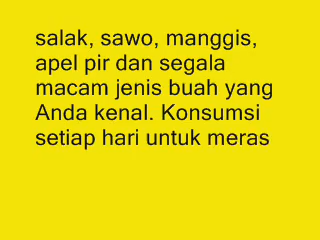 salak, sawo, manggis,
apel pir dan segala
macam jenis buah yang
Anda kenal. Konsumsi
setiap hari untuk meras